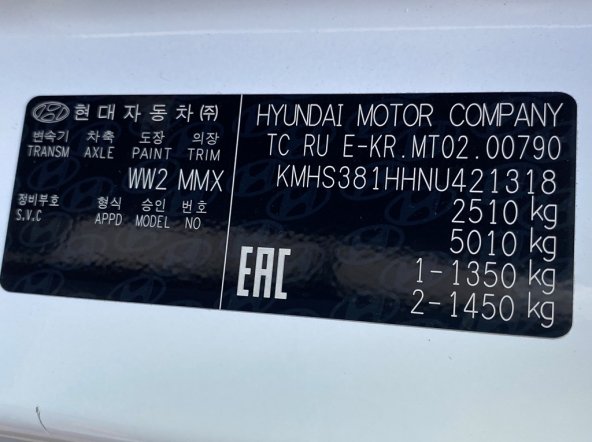 현대자동차(주)
변속기 차축 도장 의장
TRANSM AXLE PAINT TRIM
WW2 MMX
정비부호 형식 승인 번호
S.V.C APPD MODEL NO
HYUNDAI MOTOR COMPANY
TC RU E-KR.MT02.00790
KMHS381HHNU421318
2510 kg
5010 kg
1-1350 kg
2-1450 kg
EAC